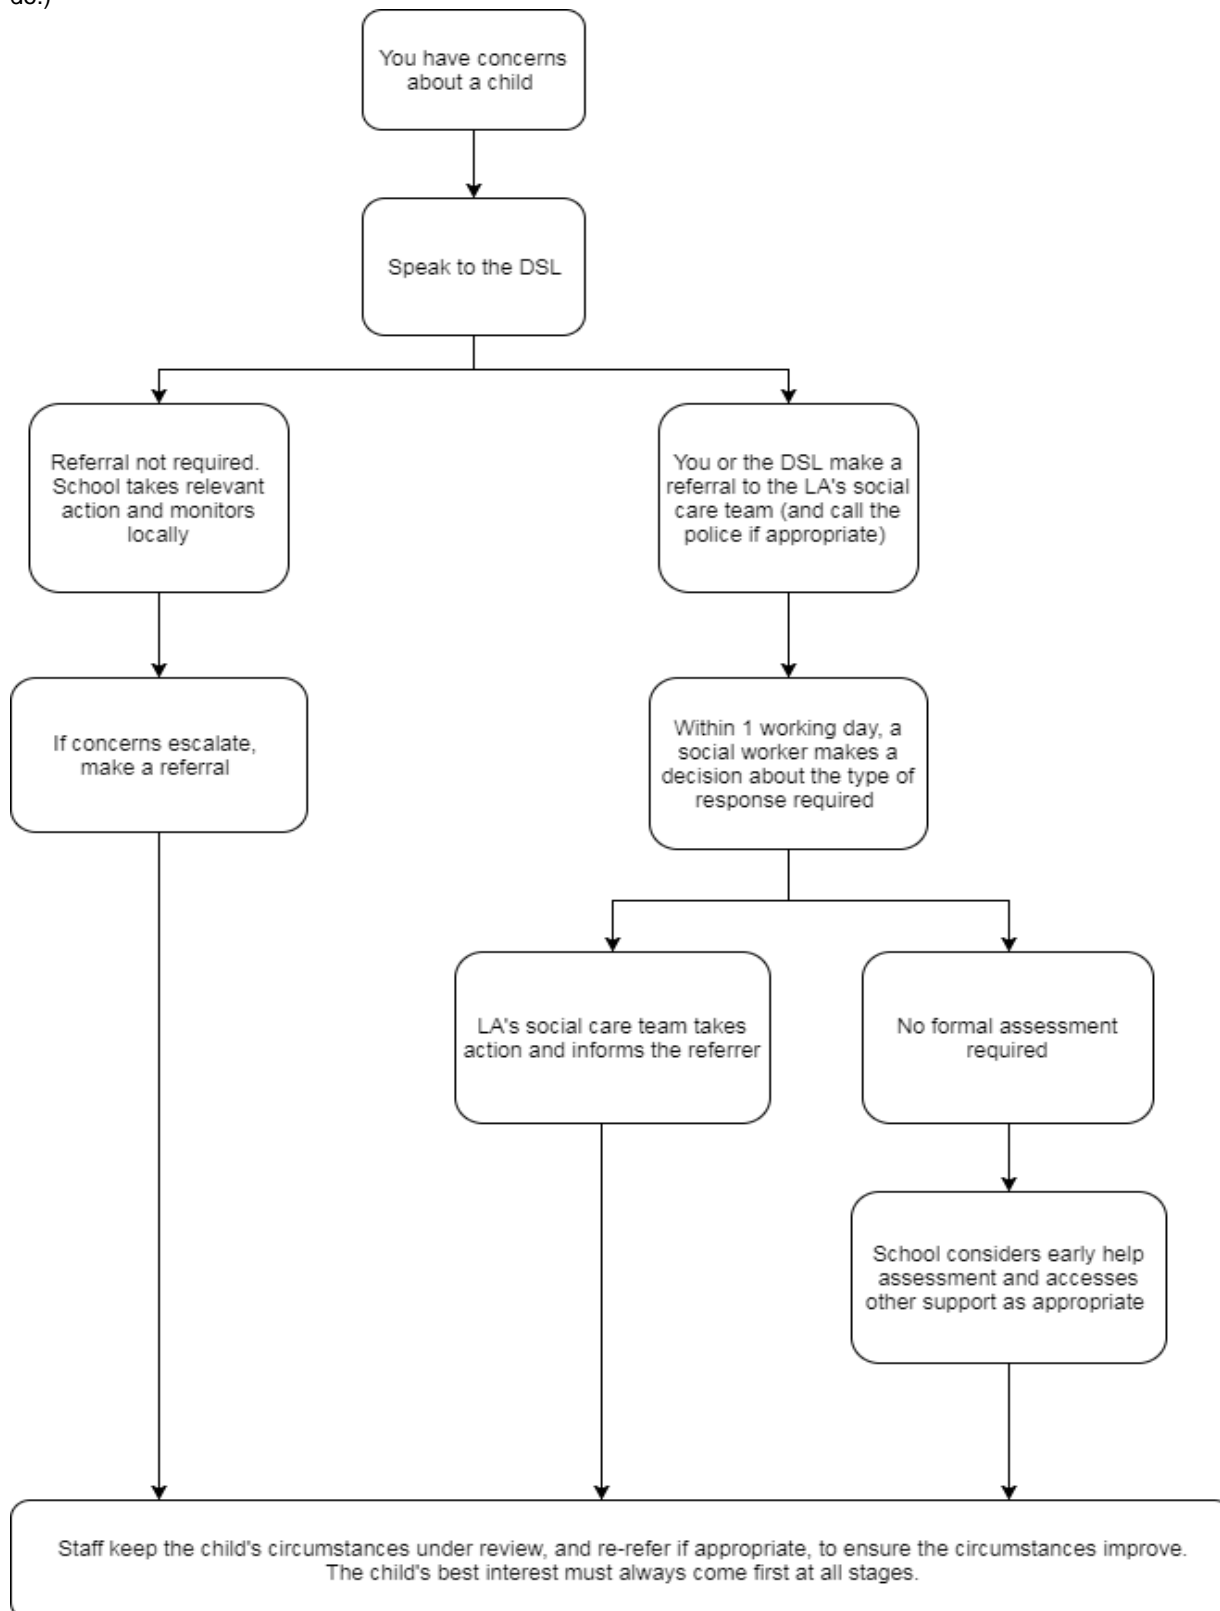 do.)
You have concerns
about a child
Speak to the DSL
Referral not required.
School takes relevant
action and monitors
locally
You or the DSL make a
referral to the LA's social
care team (and call the
police if appropriate)
If concerns escalate,
make a referral
Within 1 working day, a
social worker makes a
decision about the type of
response required
LA's social care team takes
action and informs the referrer
No formal assessment
required
School considers early help
assessment and accesses
other support as appropriate
Staff keep the child's circumstances under review, and re-refer if appropriate, to ensure the circumstances improve.
The child's best interest must always come first at all stages.